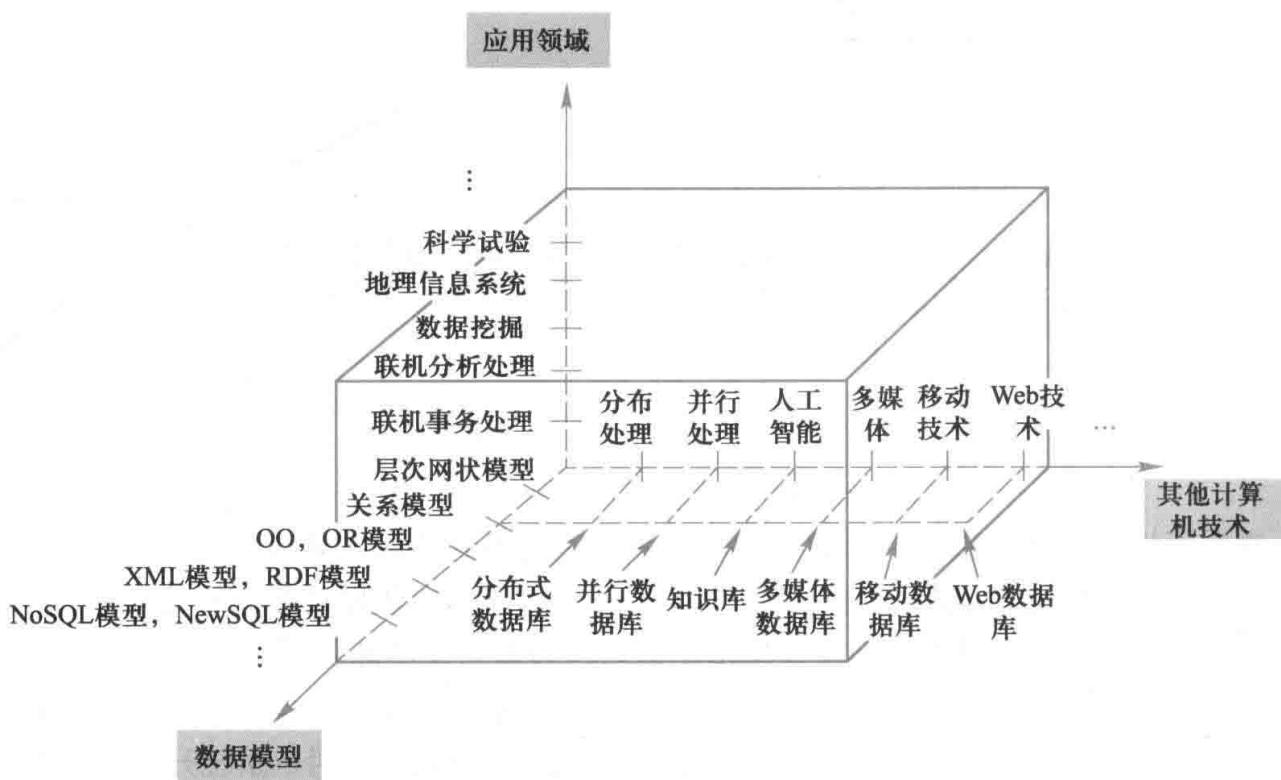 应用领域
⋮
科学试验
地理信息系统
数据挖掘
联机分析处理
联机事务处理
分布
处理
并行
处理
人工
智能
多媒
体
移动
技术
Web技
术
…
其他计算
机技术
层次网状模型
关系模型
OO，OR模型
XML模型，RDF模型
NoSQL模型，NewSQL模型
⋮
分布式
数据库
并行数
据库
知识库
多媒体
数据库
移动数
据库
Web数据
库
数据模型